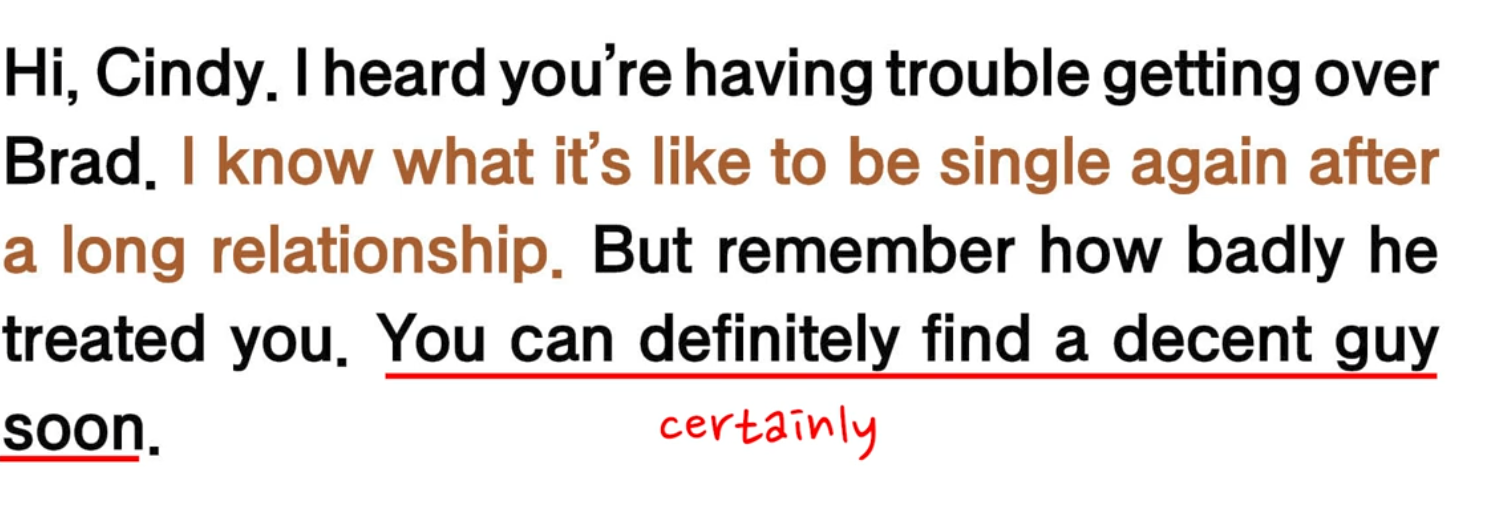 Hi, Cindy. I heard you’re having trouble getting over
Brad. I know what it’s like to be single again after
a long relationship. But remember how badly he
treated you. You can definitely find a decent guy
soon.
certainly